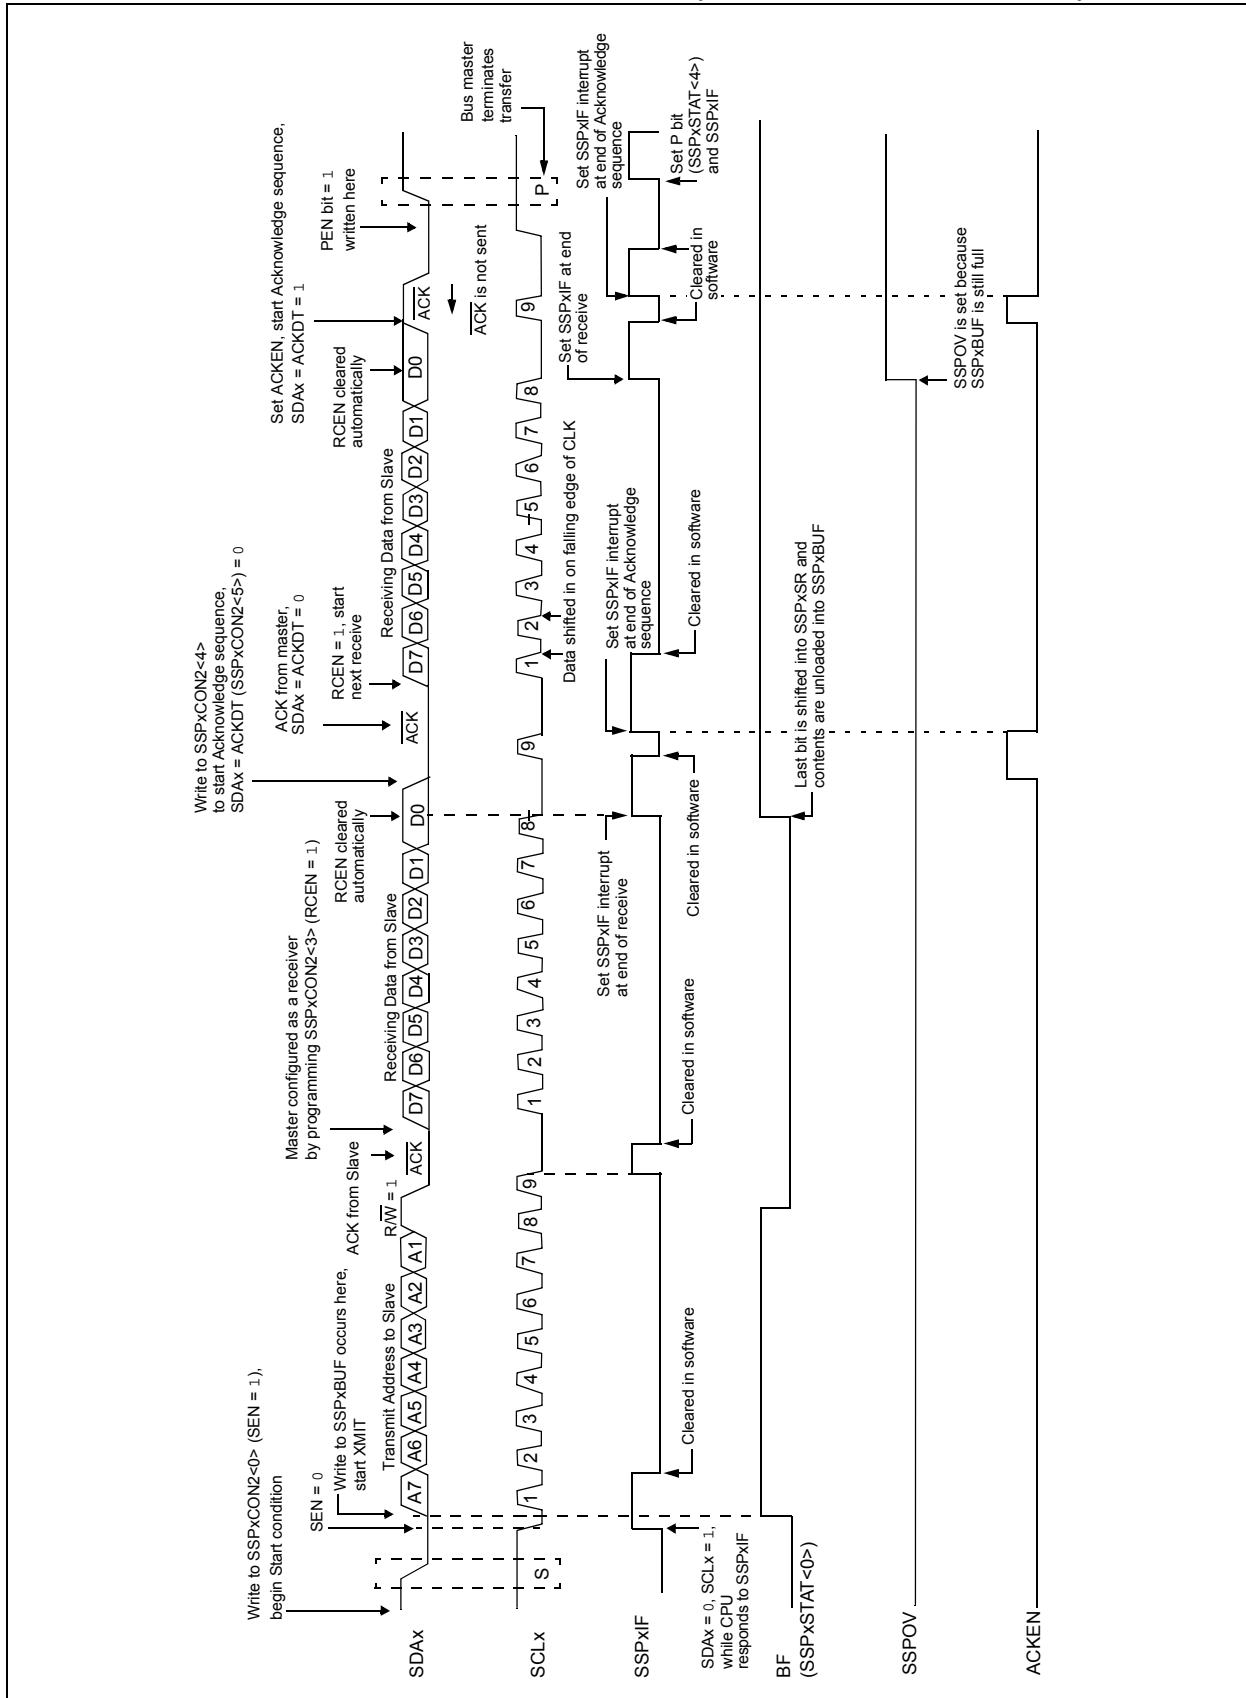 Write to SSPxCON2<0> (SEN = 1),
begin Start condition
SEN = 0
Write to SSPxBUF occurs here,
start XMIT
Transmit Address to Slave
ACK from Slave
R/W = 1
Master configured as a receiver
by programming SSPxCON2<3> (RCEN = 1)
Receiving Data from Slave
RCEN cleared
automatically
Write to SSPxCON2<4>
to start Acknowledge sequence,
SDAx = ACKDT (SSPxCON2<5>) = 0
ACK from master,
SDAx = ACKDT = 0
RCEN = 1, start
next receive
Receiving Data from Slave
RCEN cleared
automatically
Set ACKEN, start Acknowledge sequence,
SDAx = ACKDT = 1
PEN bit = 1
written here
SDAx
A7 A6 A5 A4 A3 A2 A1
ACK
D7 D6 D5 D4 D3 D2 D1 D0
ACK
D7 D6 D5 D4 D3 D2 D1 D0
ACK
ACK is not sent
Bus master
terminates
transfer
SCLx
S
1 2 3 4 5 6 7 8 9
1 2 3 4 5 6 7 8 9
1 2 3 4 5 6 7 8 9
P
Data shifted in on falling edge of CLK
Set SSPxIF interrupt
at end of receive
Set SSPxIF interrupt
at end of Acknowledge
sequence
Set SSPxIF at end
of receive
Set SSPxIF interrupt
at end of Acknowledge
sequence
SSPxIF
SDAx = 0, SCLx = 1,
while CPU
responds to SSPxIF
Cleared in software
Cleared in software
Cleared in software
Cleared in software
Cleared in
software
Set P bit
(SSPxSTAT<4>)
and SSPxIF
BF
(SSPxSTAT<0>)
Last bit is shifted into SSPxSR and
contents are unloaded into SSPxBUF
SSPOV
SSPOV is set because
SSPxBUF is still full
ACKEN